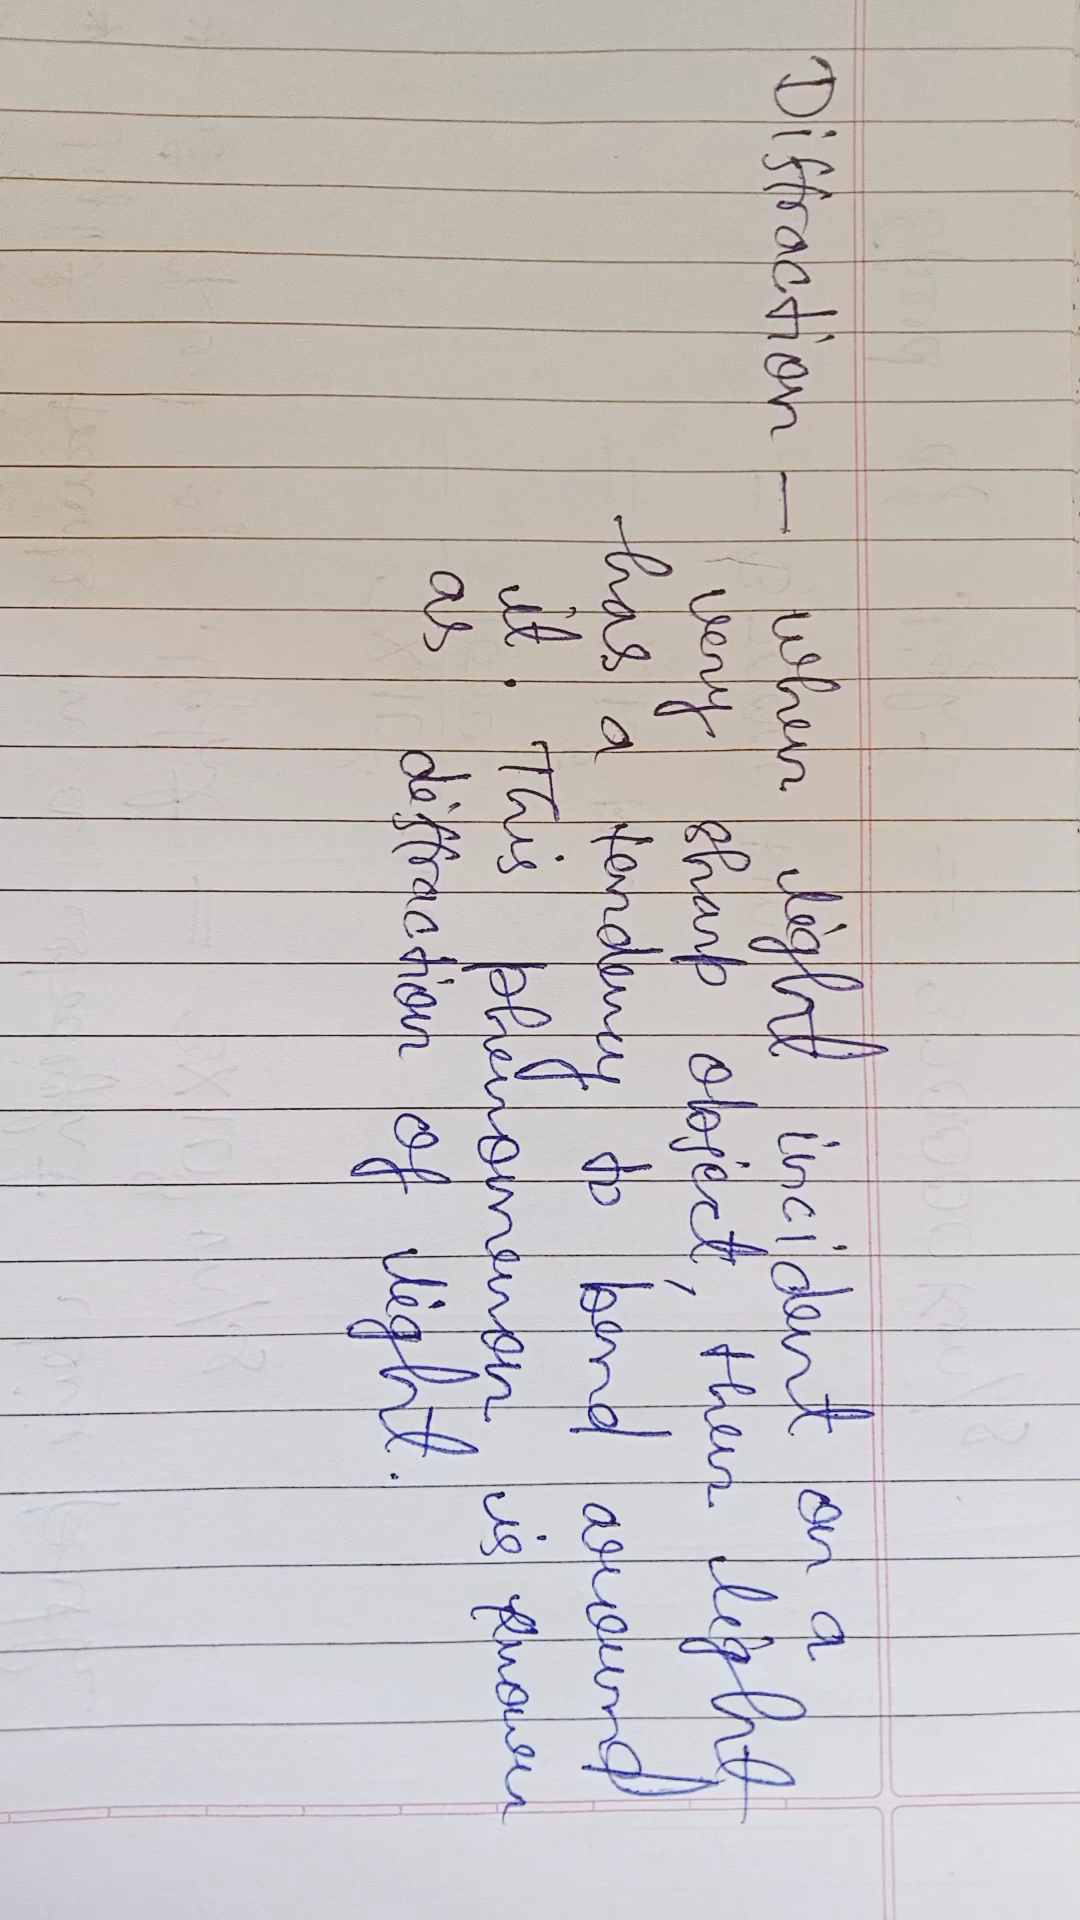 Diffraction — when light incident on a
very sharp object, then light
has a tendency to bend around
it. This phenomenon is known
as diffraction of light.